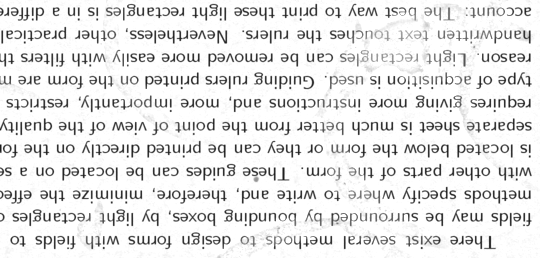 There exist several methods to design forms with fields to
fields may be surrounded by bounding boxes, by light rectangles
methods specify where to write and, therefore, minimize the effe
with other parts of the form. These guides can be located on a se
is located below the form or they can be printed directly on the fo
separate sheet is much better from the point of view of the quality
requires giving more instructions and, more importantly, restricts
type of acquisition is used. Guiding rulers printed on the form are m
reason. Light rectangles can be removed more easily with filters th
handwritten text touches the rulers. Nevertheless, other practical
account: The best way to print these light rectangles is in a differe